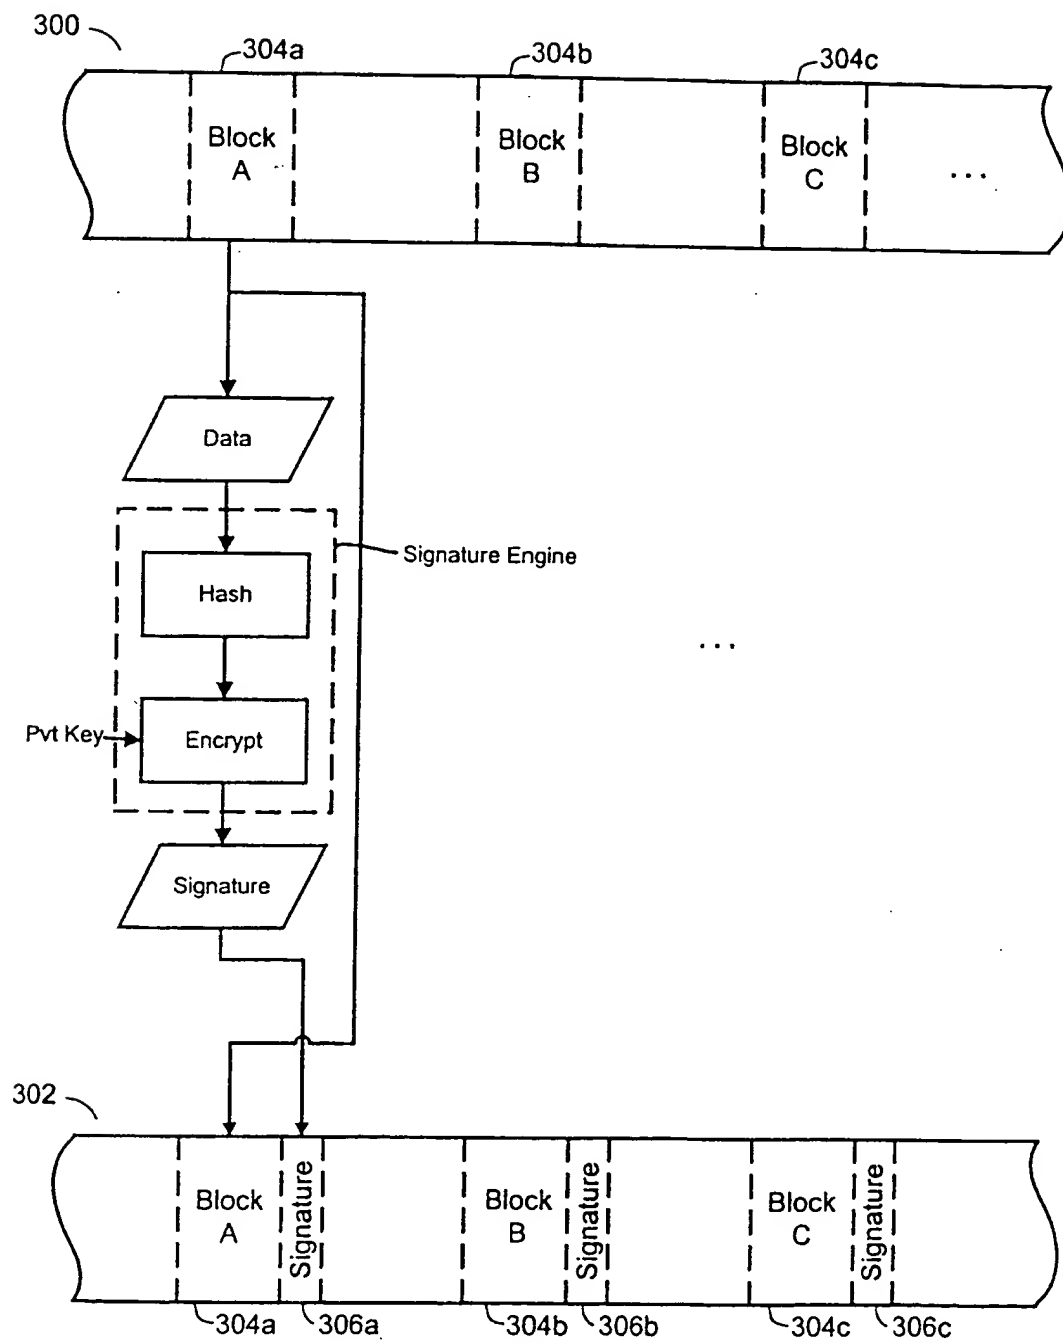 300
304a
304b
304c
Block
A
Block
B
Block
C
...
Data
Signature Engine
Hash
...
Pvt Key
Encrypt
Signature
302
Block
A
Signature
Block
B
Signature
Block
C
Signature
304a
306a
304b
306b
304c
306c